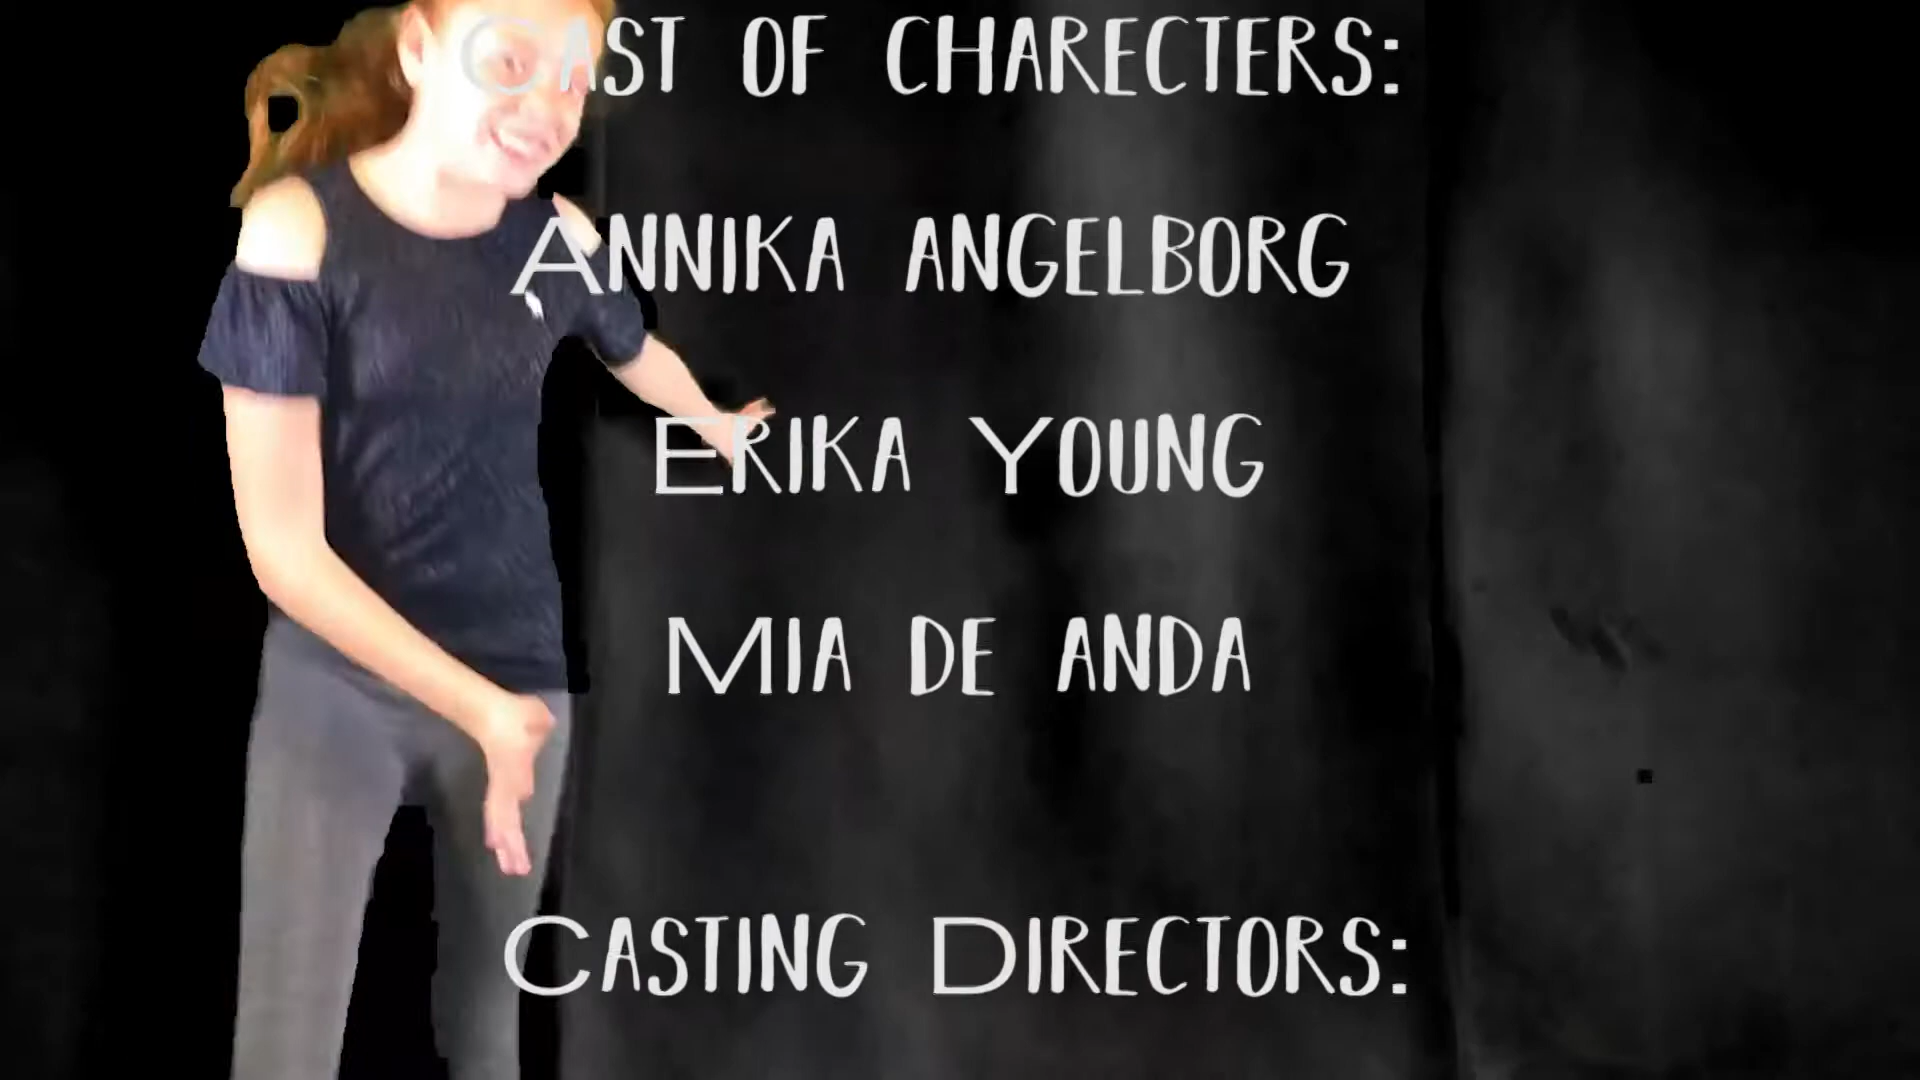 CAST OF CHARECTERS:
ANNIKA ANGELBORG
ERIKA YOUNG
MIA DE ANDA
CASTING DIRECTORS: